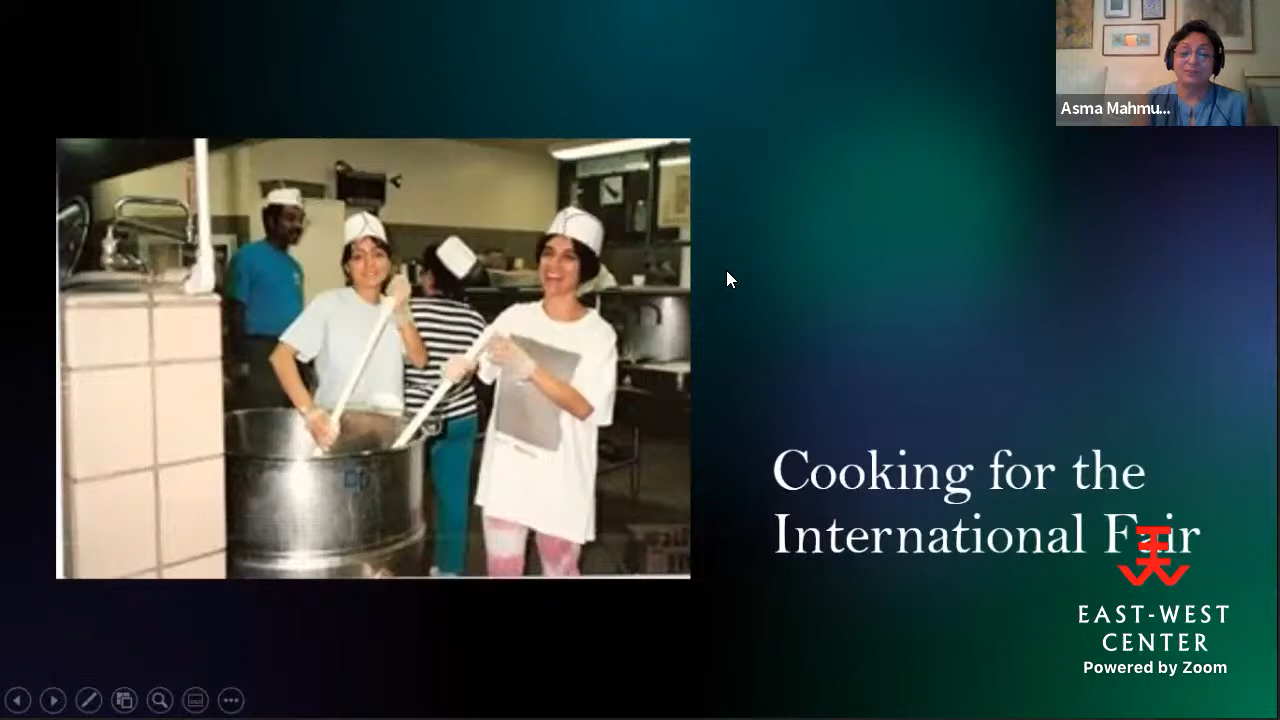 Asma Mahmu...
Cooking for the
International Fair
EAST-WEST
CENTER
Powered by Zoom